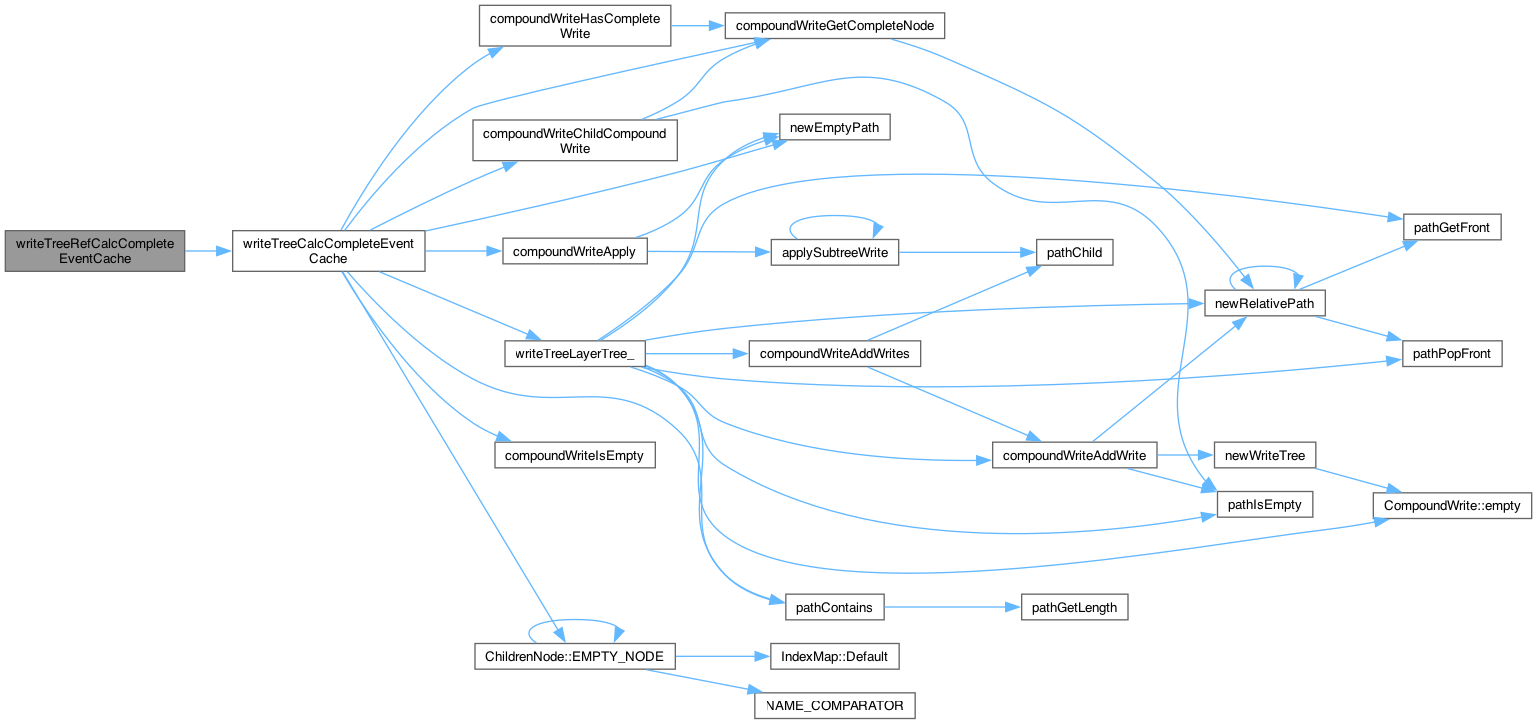 writeTreeRefCalcComplete
EventCache
writeTreeCalcCompleteEvent
Cache
compoundWriteHasComplete
Write
compoundWriteChildCompound
Write
compoundWriteApply
writeTreeLayerTree_
compoundWriteIsEmpty
ChildrenNode::EMPTY_NODE
compoundWriteGetCompleteNode
newEmptyPath
applySubtreeWrite
compoundWriteAddWrites
pathContains
IndexMap::Default
NAME_COMPARATOR
pathChild
compoundWriteAddWrite
pathGetLength
newRelativePath
newWriteTree
pathIsEmpty
pathGetFront
pathPopFront
CompoundWrite::empty